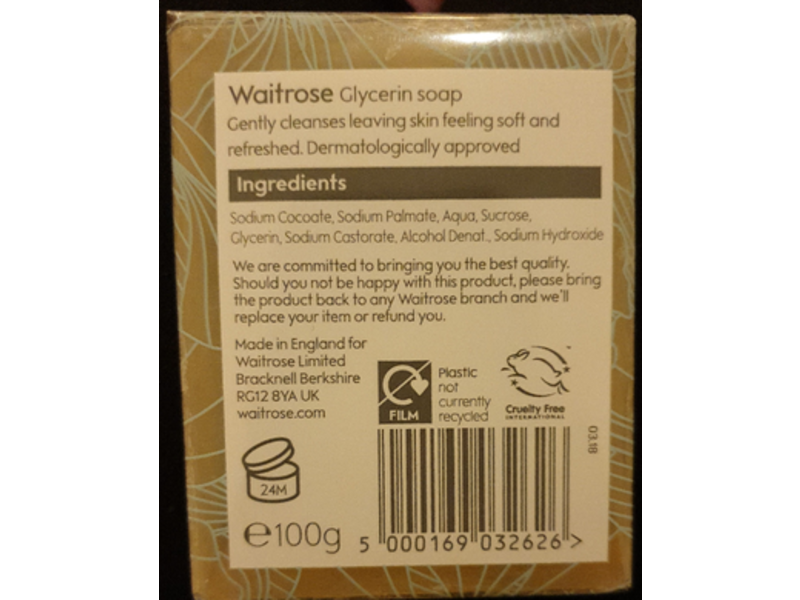 Waitrose Glycerin soap
Gently cleanses leaving skin feeling soft and
refreshed. Dermatologically approved
Ingredients
Sodium Cocoate, Sodium Palmate, Aqua, Sucrose,
Glycerin, Sodium Castorate, Alcohol Denat., Sodium Hydroxide
We are committed to bringing you the best quality.
Should you not be happy with this product, please bring
the product back to any Waitrose branch and we'll
replace your item or refund you.
Made in England for
Waitrose Limited
Bracknell Berkshire
RG12 8YA UK
waitrose.com
FILM
Plastic
not
currently
recycled
Cruelty Free
INTERNATIONAL
03.18
24M
e100g
5 000169 032626 >